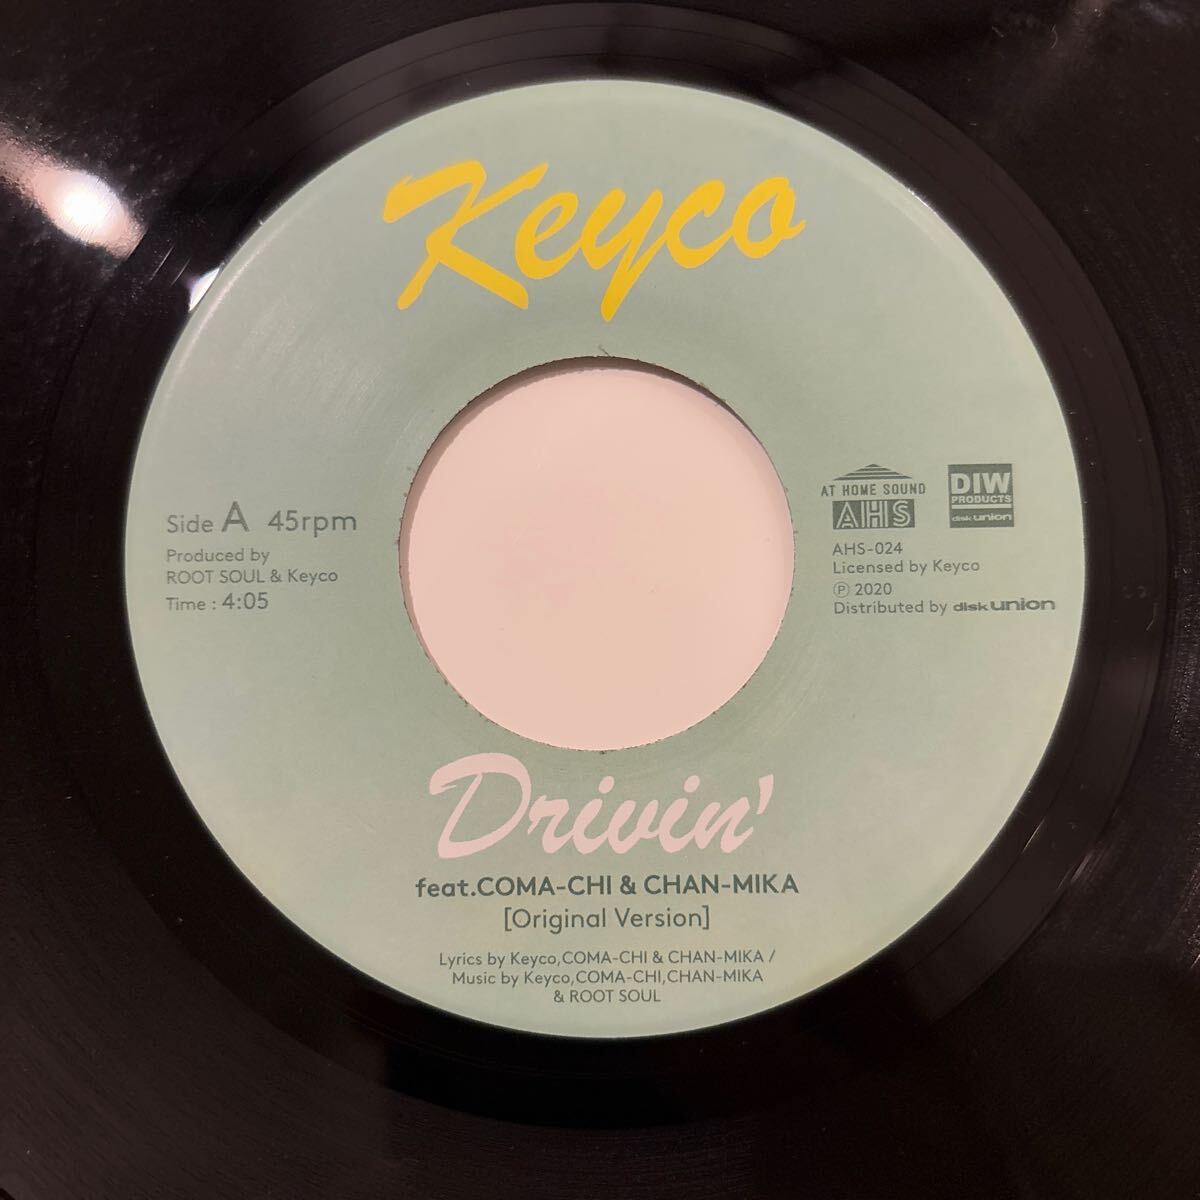 Keyco
Side A 45rpm
Produced by
ROOT SOUL & Keyco
Time : 4:05
AT HOME SOUND
AHS
DIW
PRODUCTS
disk union
AHS-024
Licensed by Keyco
Ⓟ 2020
Distributed by disk union
Drivin'
feat.COMA-CHI & CHAN-MIKA
[Original Version]
Lyrics by Keyco,COMA-CHI & CHAN-MIKA /
Music by Keyco,COMA-CHI,CHAN-MIKA
& ROOT SOUL